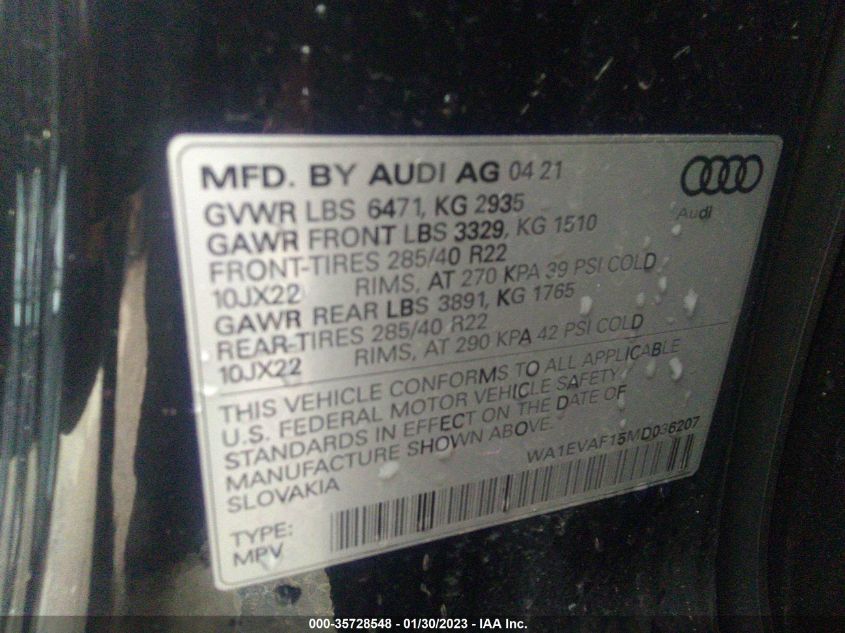 MFD. BY AUDI AG 04 21
Audi
GVWR LBS 6471, KG 2935
GAWR FRONT LBS 3329, KG 1510
FRONT-TIRES 285/40 R22
10JX22 RIMS, AT 270 KPA 39 PSI COLD
GAWR REAR LBS 3891, KG 1765
REAR-TIRES 285/40 R22
10JX22 RIMS, AT 290 KPA 42 PSI COLD
THIS VEHICLE CONFORMS TO ALL APPLICABLE
U.S. FEDERAL MOTOR VEHICLE SAFETY
STANDARDS IN EFFECT ON THE DATE OF
MANUFACTURE SHOWN ABOVE.
SLOVAKIA
WA1EVAF15MD036207
TYPE:
MPV
000-35728548 — 01/30/2023 - IAA Inc.